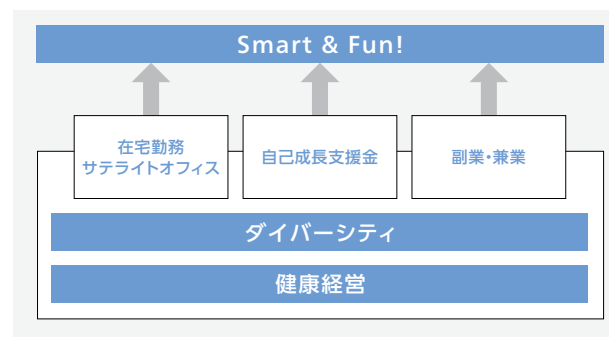 Smart & Fun!
在宅勤務
サテライトオフィス
自己成長支援金
副業・兼業
ダイバーシティ
健康経営